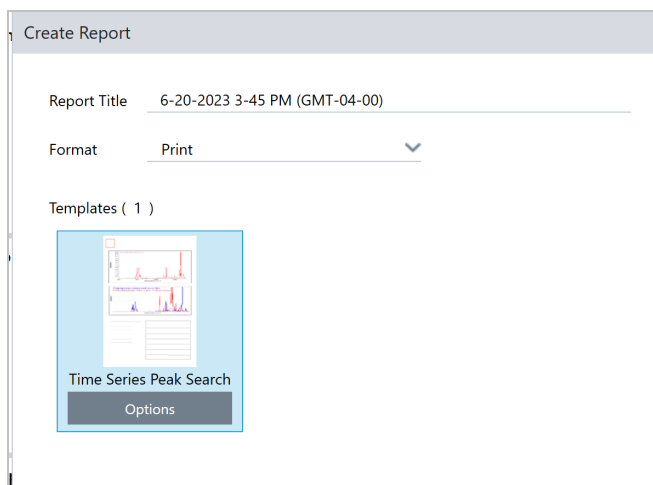 Create Report
Report Title 6-20-2023 3-45 PM (GMT-04-00)
Format Print
Templates ( 1 )
Time Series Peak Search
Options